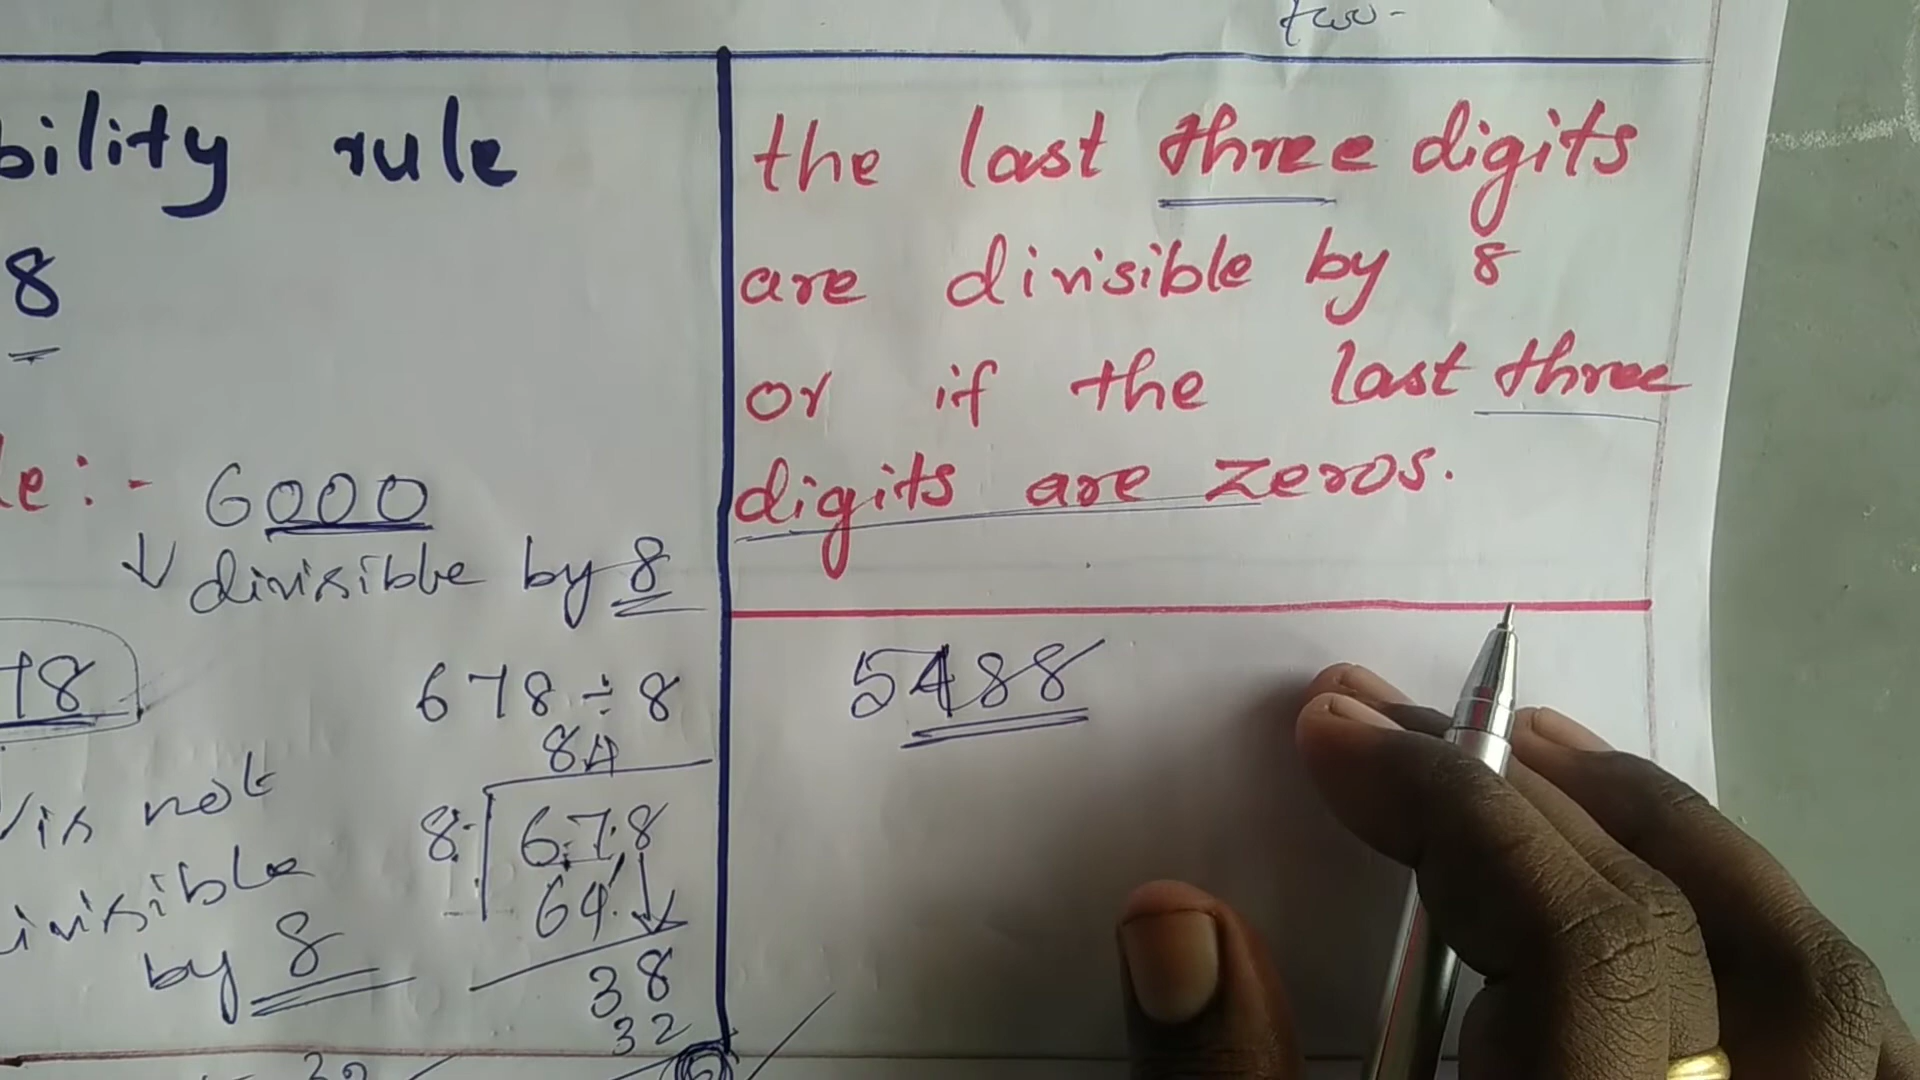 two-
bility rule
8
the last three digits
are divisible by 8
or if the last three
digits are zeros.
le:- 6000
↓ divisible by 8
78
678÷8
84
8 678
64
38
32
is not
ivisible
by 8
5488